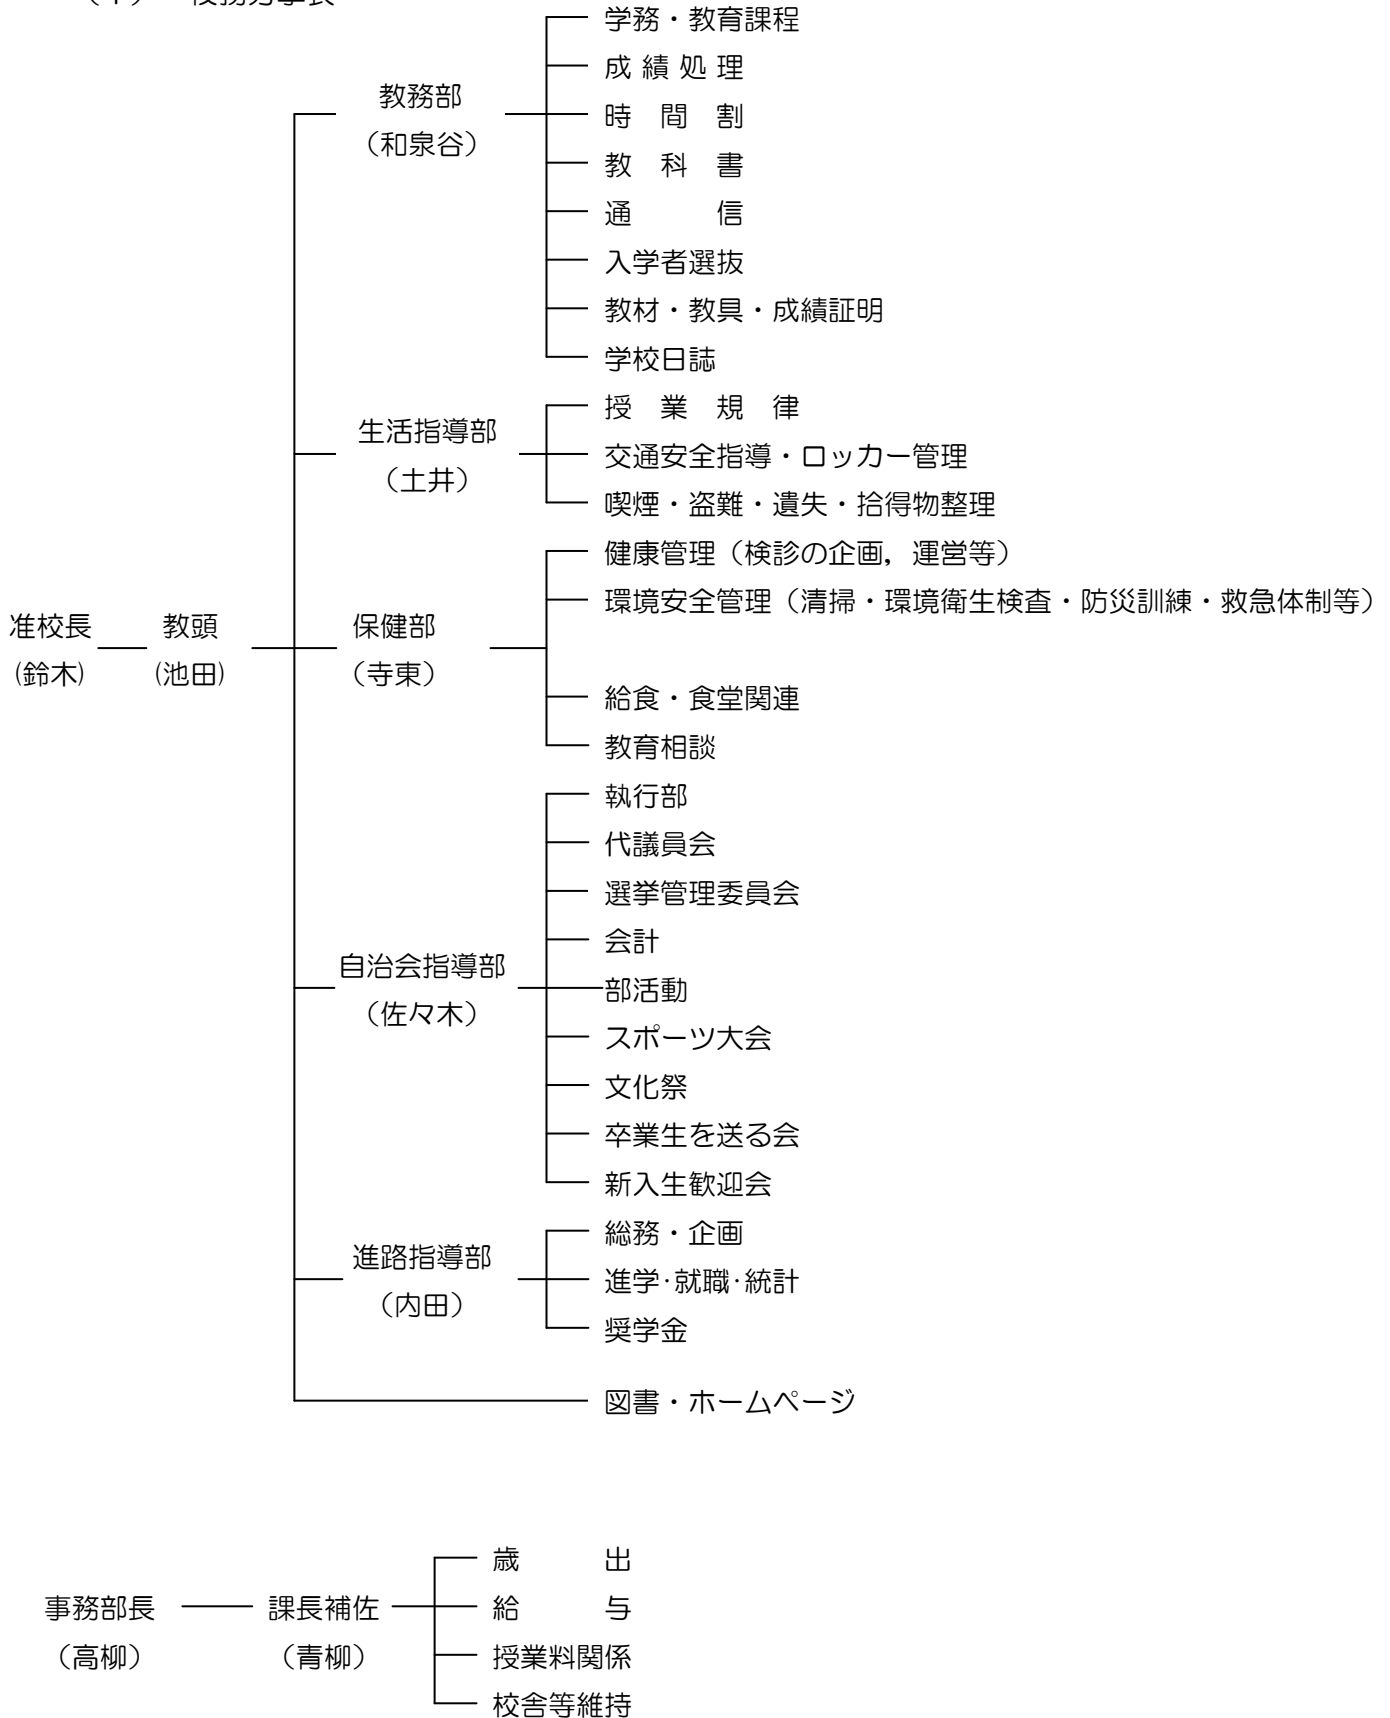 学務・教育課程
成 績 処 理
教務部
時　間　割
（和泉谷）
教　科　書
通　　　信
入学者選抜
教材・教具・成績証明
学校日誌
授　業　規　律
生活指導部
交通安全指導・ロッカー管理
（土井）
喫煙・盗難・遺失・拾得物整理
健康管理（検診の企画，運営等）
環境安全管理（清掃・環境衛生検査・防災訓練・救急体制等）
准校長 教頭 保健部
(鈴木) (池田) （寺東）
給食・食堂関連
教育相談
執行部
代議員会
選挙管理委員会
会計
自治会指導部
部活動
（佐々木）
スポーツ大会
文化祭
卒業生を送る会
新入生歓迎会
総務・企画
進路指導部
進学･就職･統計
（内田）
奨学金
図書・ホームページ
歳　　　出
事務部長 課長補佐 給　　　与
（高柳） （青柳） 授業料関係
校舎等維持